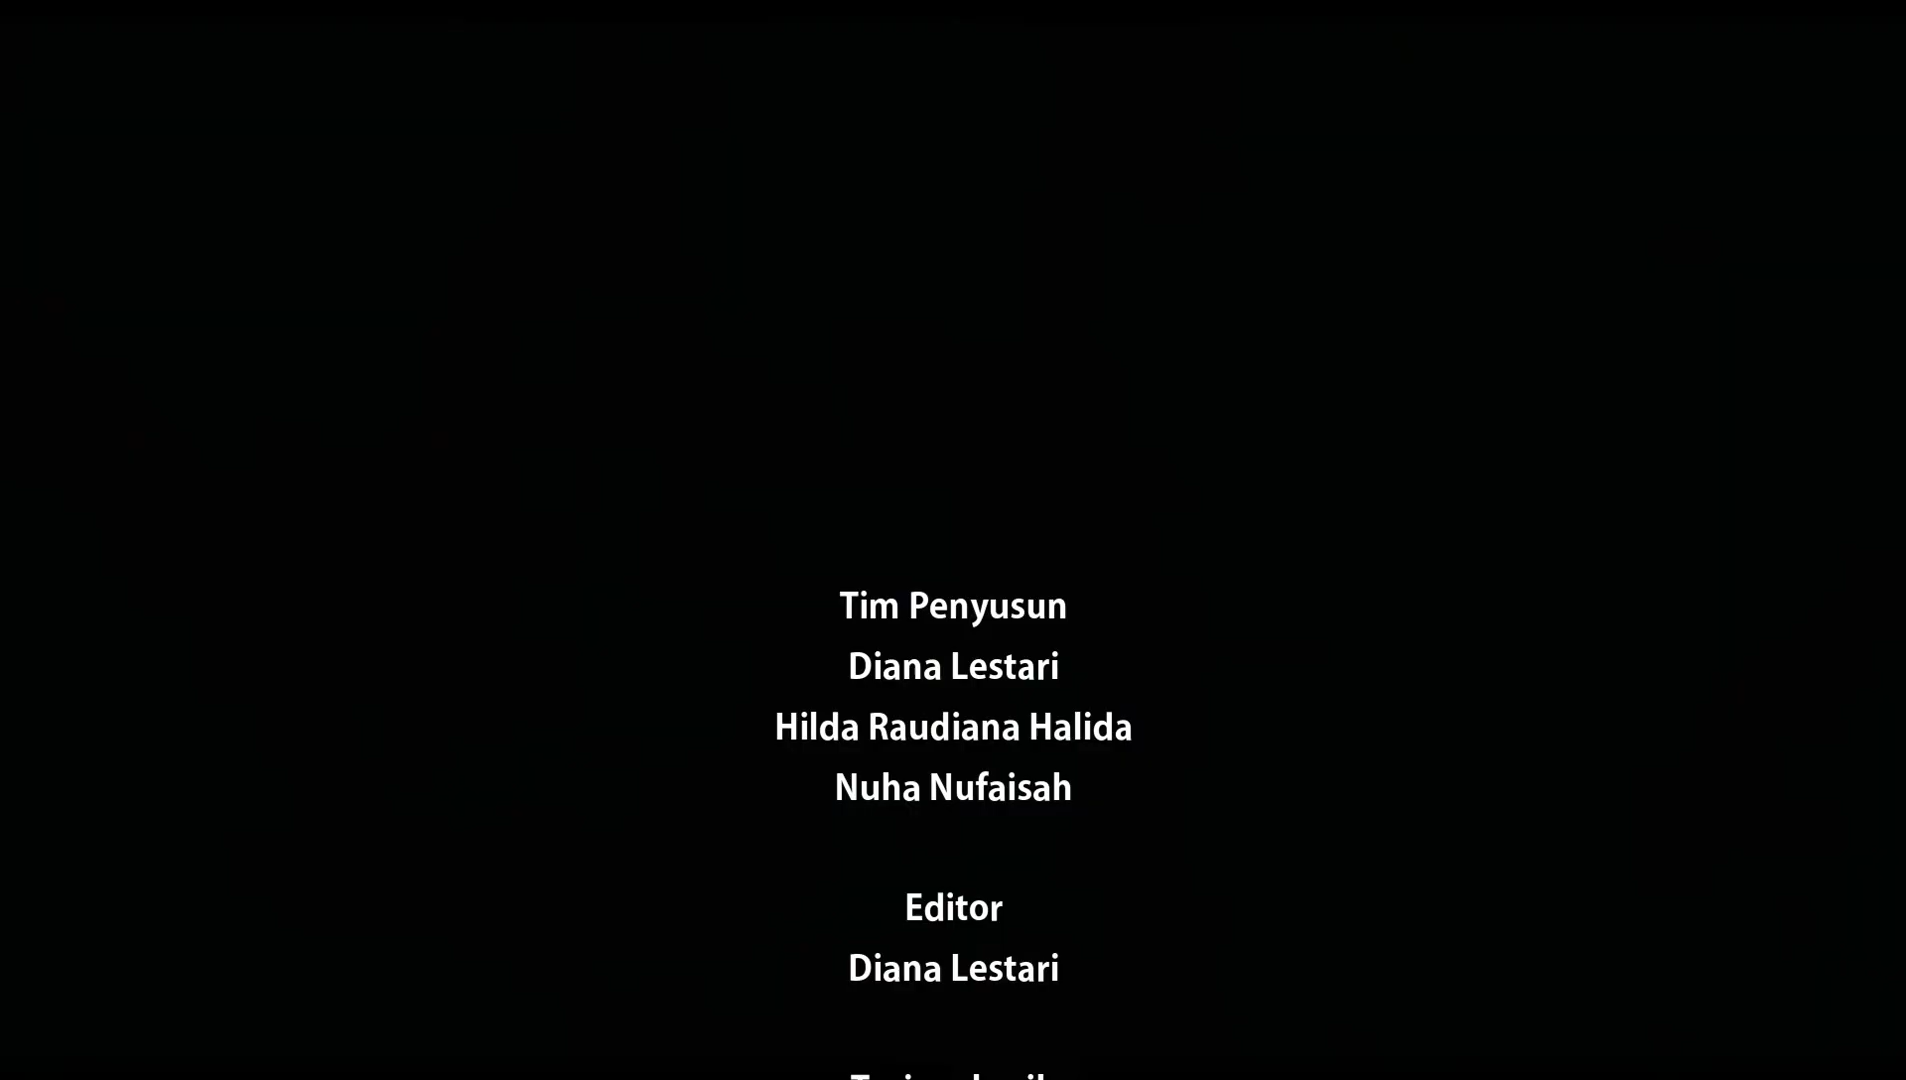 Tim Penyusun
Diana Lestari
Hilda Raudiana Halida
Nuha Nufaisah
Editor
Diana Lestari